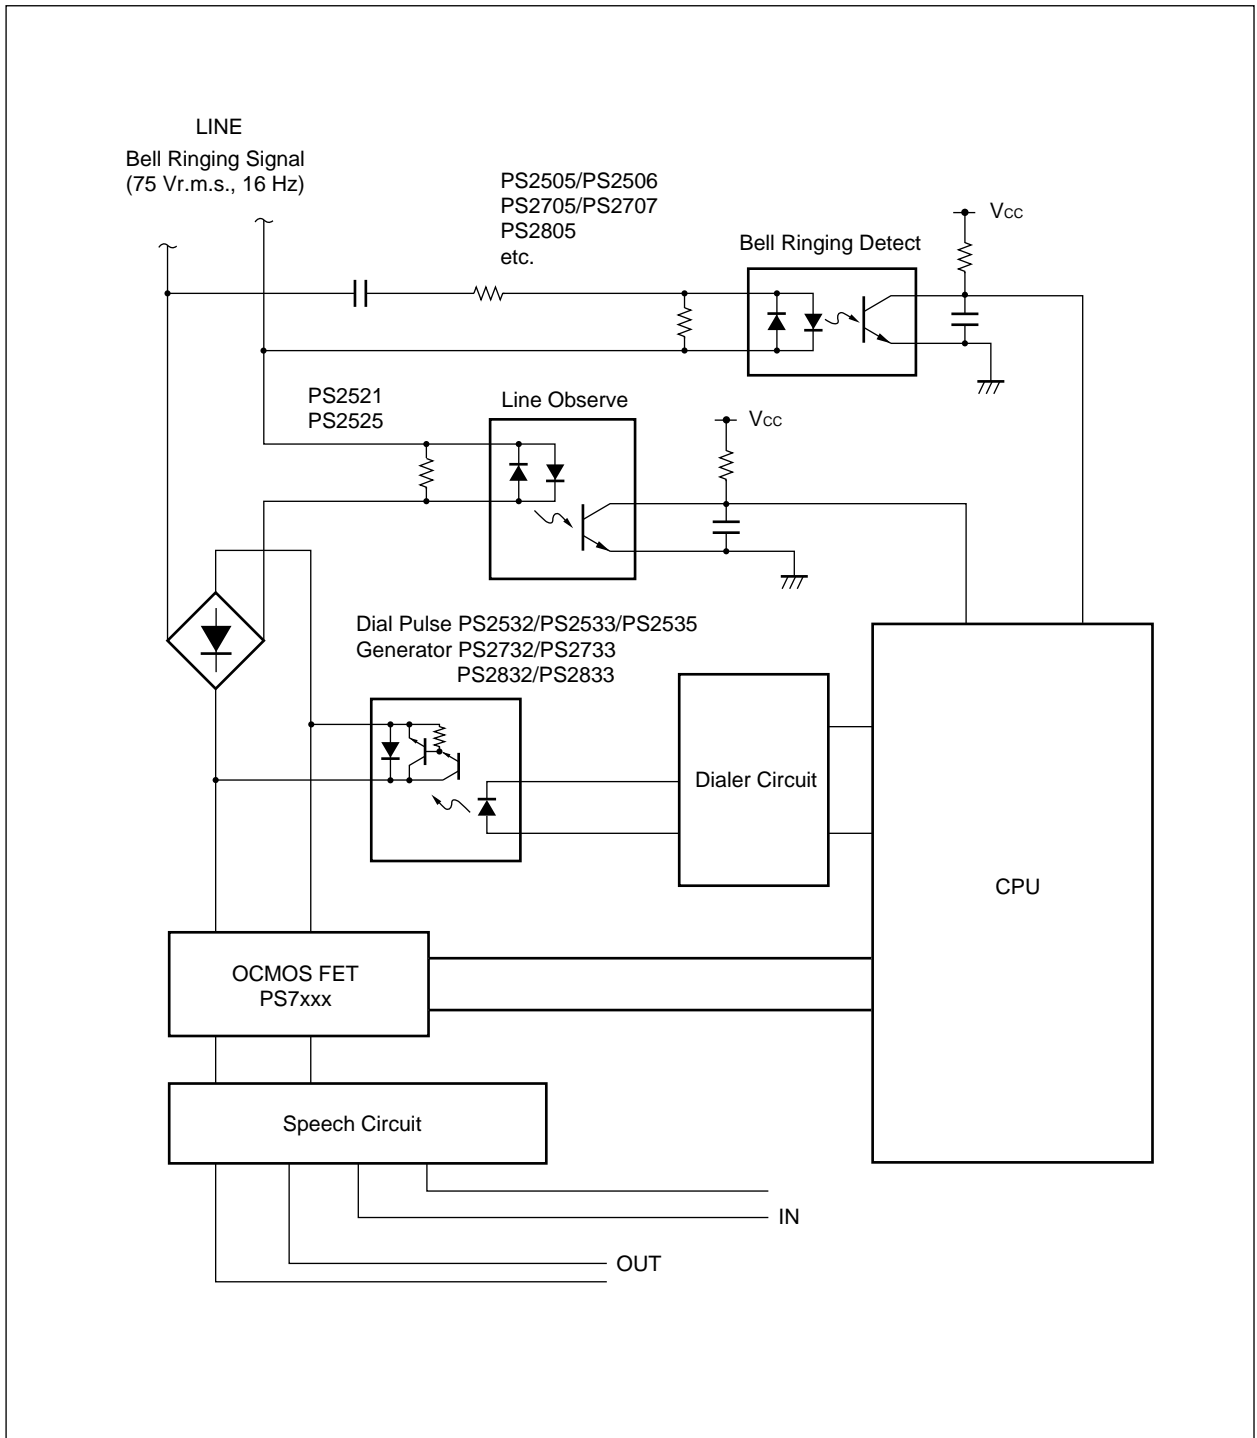 LINE
Bell Ringing Signal
(75 Vr.m.s., 16 Hz)
PS2505/PS2506
PS2705/PS2707
PS2805
etc.
Bell Ringing Detect
VCC
PS2521
PS2525
Line Observe
VCC
Dial Pulse PS2532/PS2533/PS2535
Generator PS2732/PS2733
PS2832/PS2833
Dialer Circuit
CPU
OCMOS FET
PS7xxx
Speech Circuit
IN
OUT